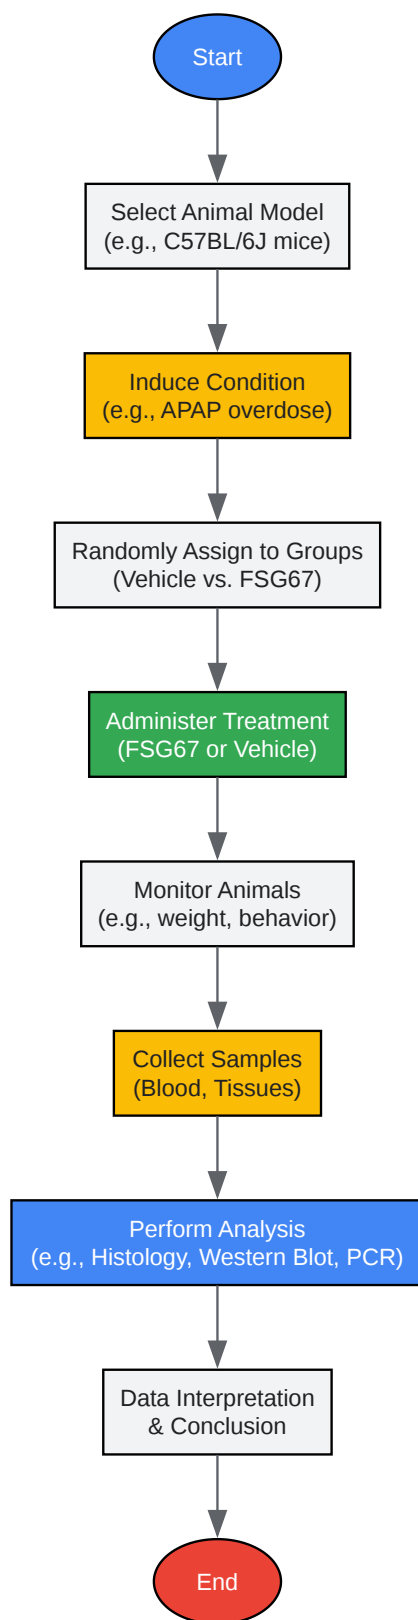 Start
Select Animal Model
(e.g., C57BL/6J mice)
Induce Condition
(e.g., APAP overdose)
Randomly Assign to Groups
(Vehicle vs. FSG67)
Administer Treatment
(FSG67 or Vehicle)
Monitor Animals
(e.g., weight, behavior)
Collect Samples
(Blood, Tissues)
Perform Analysis
(e.g., Histology, Western Blot, PCR)
Data Interpretation
& Conclusion
End